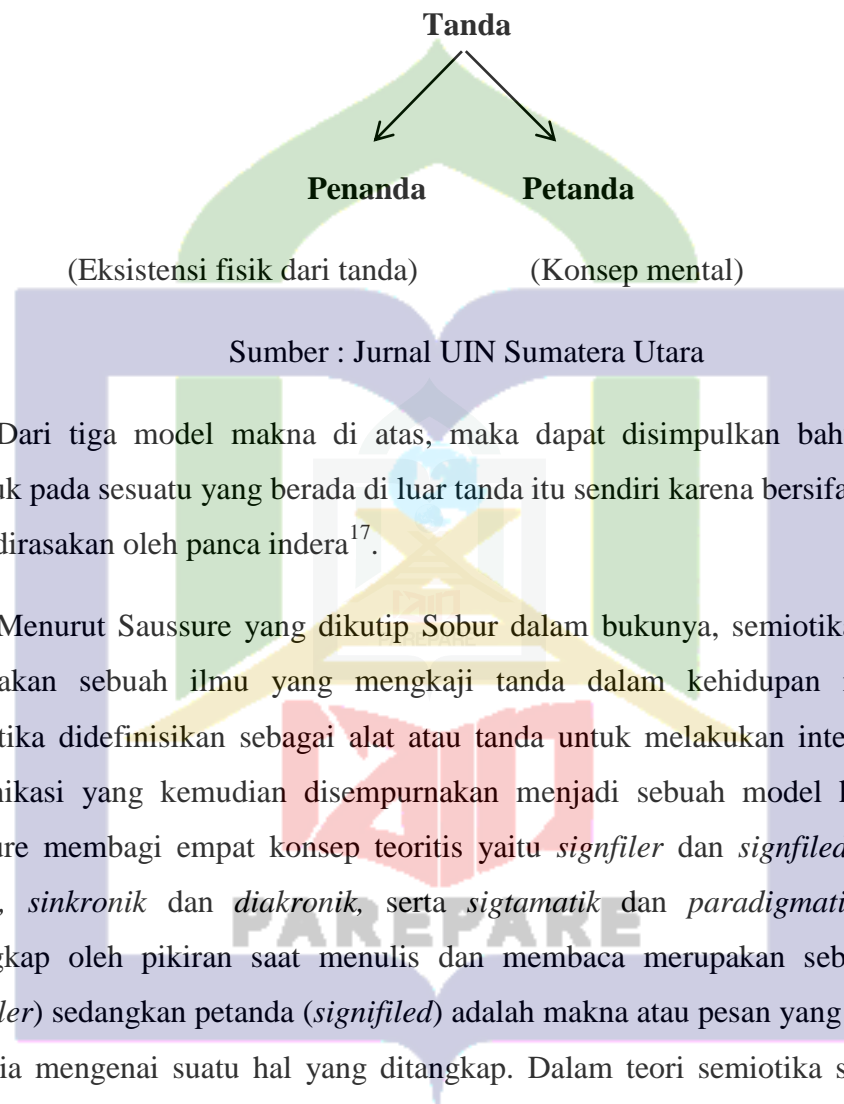 Tanda
Penanda Petanda
(Eksistensi fisik dari tanda) (Konsep mental)
Sumber : Jurnal UIN Sumatera Utara
Dari tiga model makna di atas, maka dapat disimpulkan bah
uk pada sesuatu yang berada di luar tanda itu sendiri karena bersifa
dirasakan oleh panca indera17.
Menurut Saussure yang dikutip Sobur dalam bukunya, semiotika
akan sebuah ilmu yang mengkaji tanda dalam kehidupan
tika didefinisikan sebagai alat atau tanda untuk melakukan inte
nikasi yang kemudian disempurnakan menjadi sebuah model
ure membagi empat konsep teoritis yaitu signfiler dan signfiled
, sinkronik dan diakronik, serta sigtamatik dan paradigmati
PAREPARE
gkap oleh pikiran saat menulis dan membaca merupakan seb
ler) sedangkan petanda (signifiled) adalah makna atau pesan yang
ia mengenai suatu hal yang ditangkap. Dalam teori semiotika s